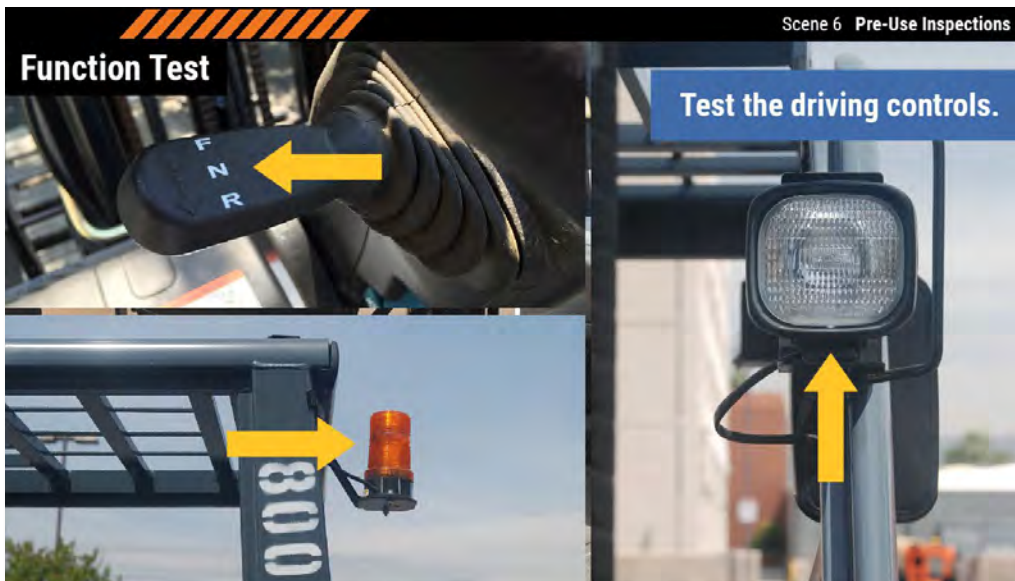 Scene 6 Pre-Use Inspections
Function Test
Test the driving controls.
F
N
R
800